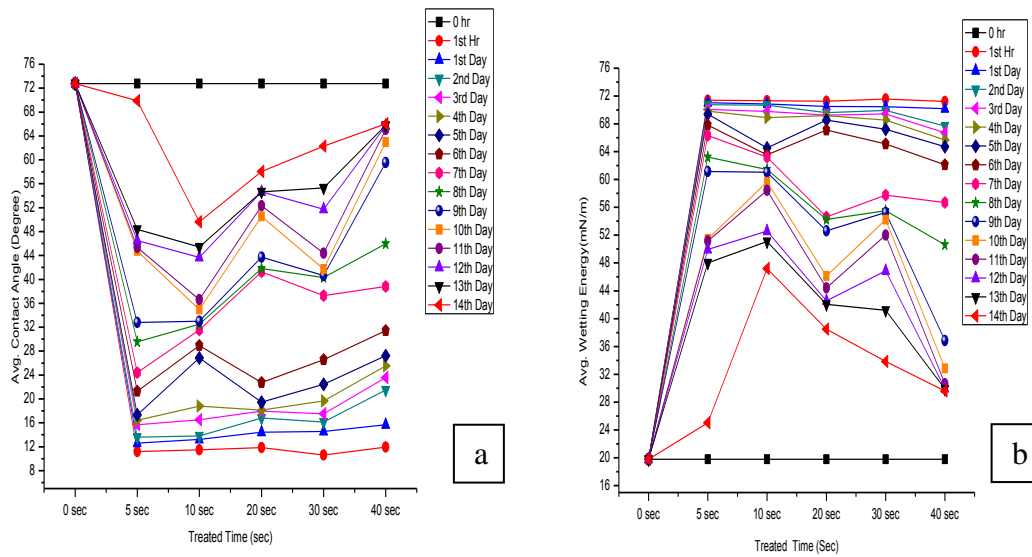 0 hr
1st Hr
1st Day
2nd Day
3rd Day
4th Day
5th Day
6th Day
7th Day
8th Day
9th Day
10th Day
11th Day
12th Day
13th Day
14th Day
Avg. Contact Angle (Degree)
76
72
68
64
60
56
52
48
44
40
36
32
28
24
20
16
12
8
0 sec
5 sec
10 sec
20 sec
30 sec
40 sec
Treated Time (sec)
a
0 hr
1st Hr
1st Day
2nd Day
3rd Day
4th Day
5th Day
6th Day
7th Day
8th Day
9th Day
10th Day
11th Day
12th Day
13th Day
14th Day
Avg. Wetting Energy(mN/m)
76
72
68
64
60
56
52
48
44
40
36
32
28
24
20
16
0 sec
5 sec
10 sec
20 sec
30 sec
40 sec
Treated Time (Sec)
b